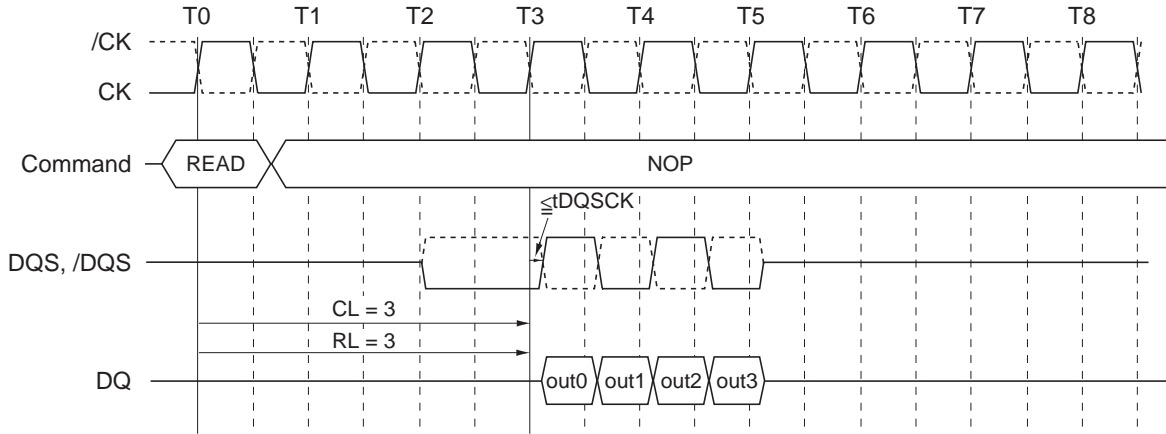 T0 T1 T2 T3 T4 T5 T6 T7 T8
/CK
CK
Command READ NOP
≦tDQSCK
DQS, /DQS
CL = 3
RL = 3
DQ out0 out1 out2 out3